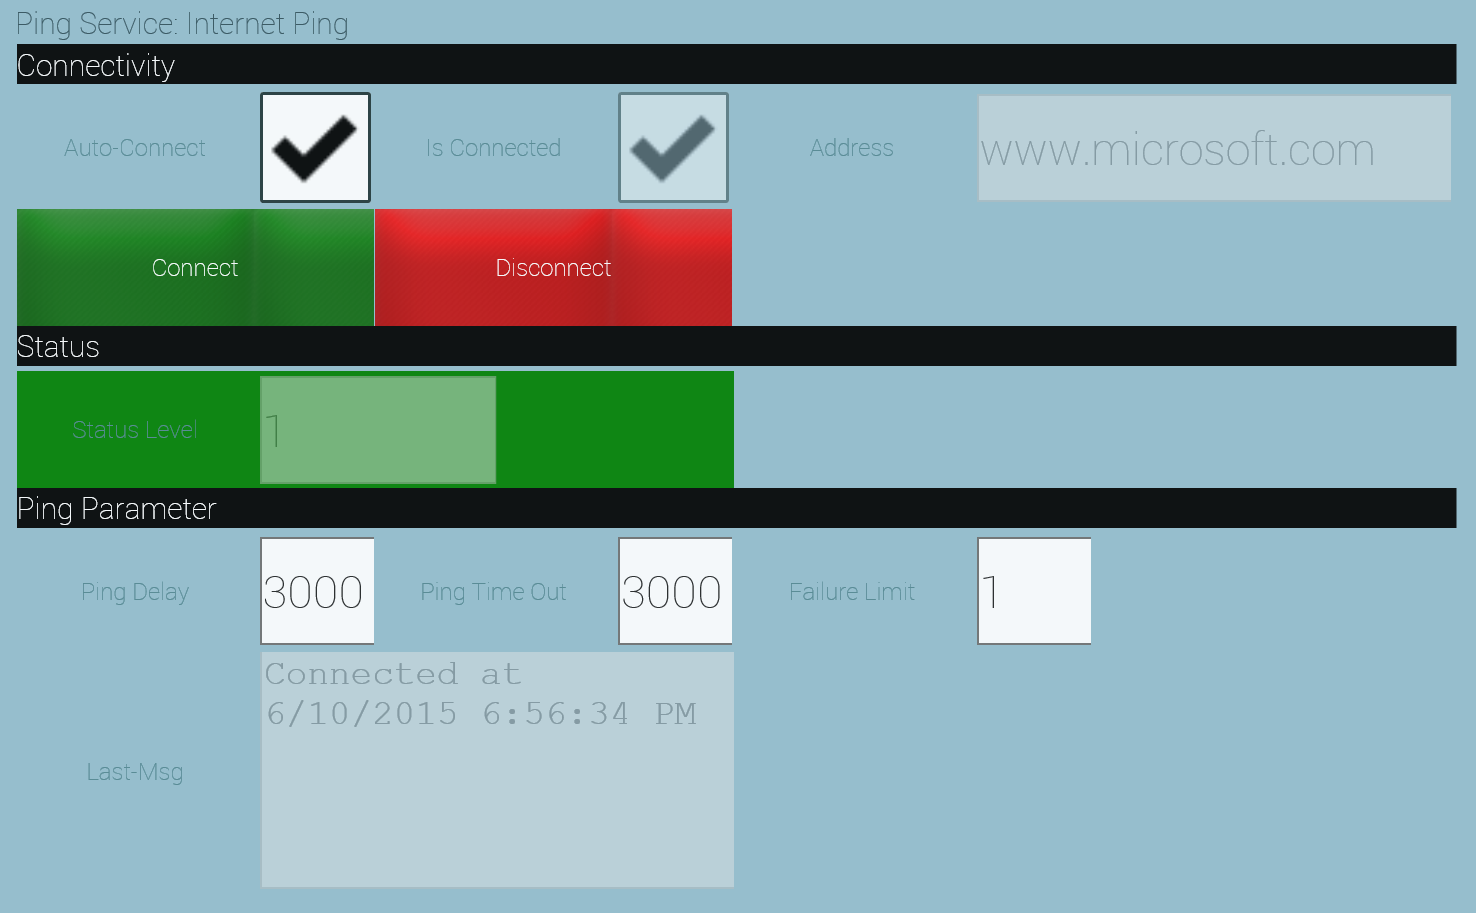 Ping Service: Internet Ping
Connectivity
Auto-Connect Is Connected Address www.microsoft.com
Connect Disconnect
Status
Status Level 1
Ping Parameter
Ping Delay 3000 Ping Time Out 3000 Failure Limit 1
Connected at
6/10/2015 6:56:34 PM
Last-Msg